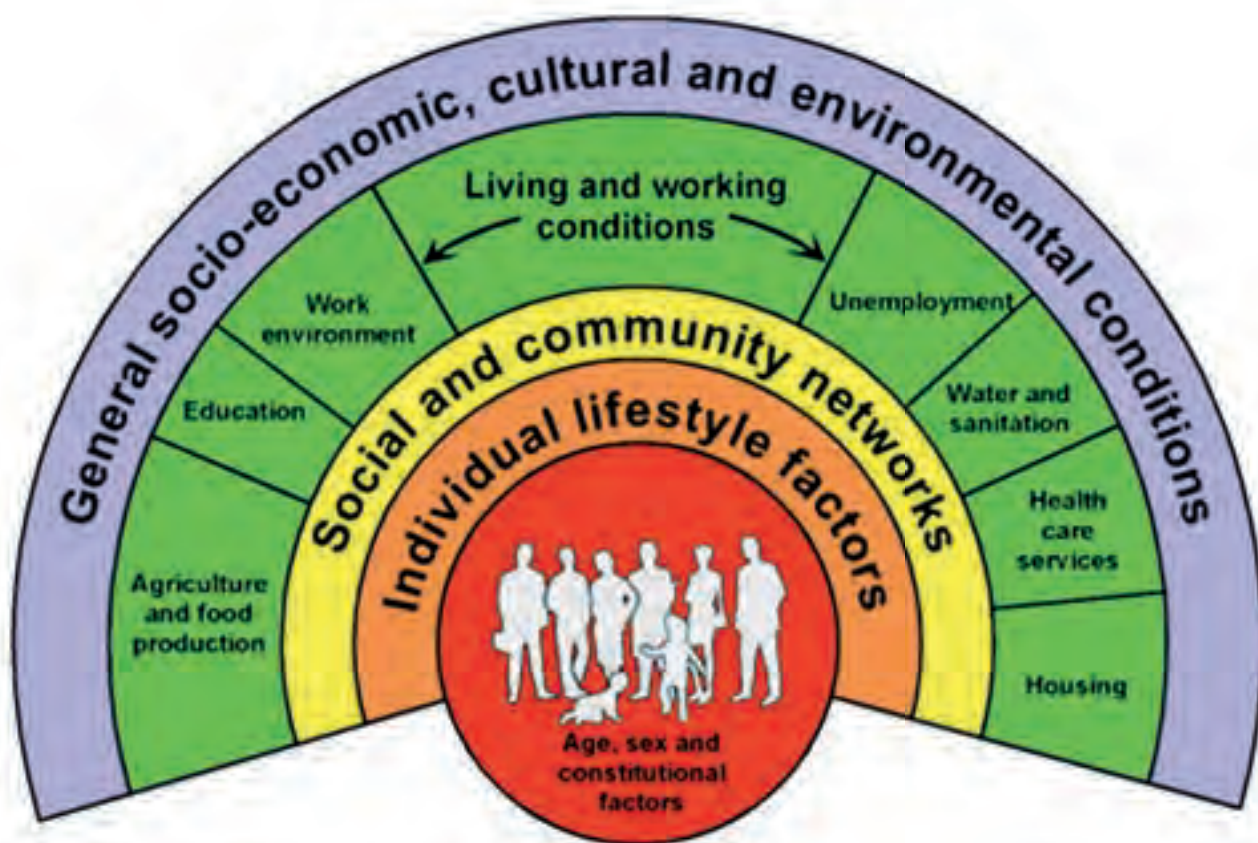 General socio-economic, cultural and environmental conditions
Living and working
conditions
Work
environment
Unemployment
Education
Water and
sanitation
Agriculture
and food
production
Health
care
services
Housing
Social and community networks
Individual lifestyle factors
Age, sex and
constitutional
factors